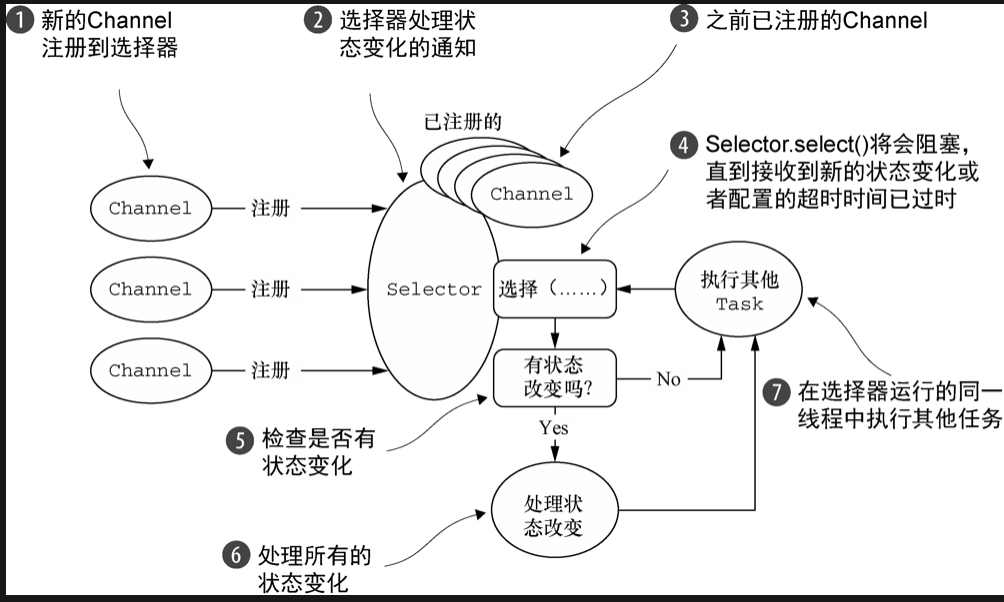 1 新的Channel
注册到选择器
2 选择器处理状
态变化的通知
3 之前已注册的Channel
已注册的
Channel
4 Selector.select()将会阻塞，
直到接收到新的状态变化或
者配置的超时时间已过时
Channel
注册
Channel
注册
Channel
注册
Selector
选择（……）
执行其他
Task
有状态
改变吗？
No
Yes
5 检查是否有
状态变化
7 在选择器运行的同一
线程中执行其他任务
处理状
态改变
6 处理所有的
状态变化